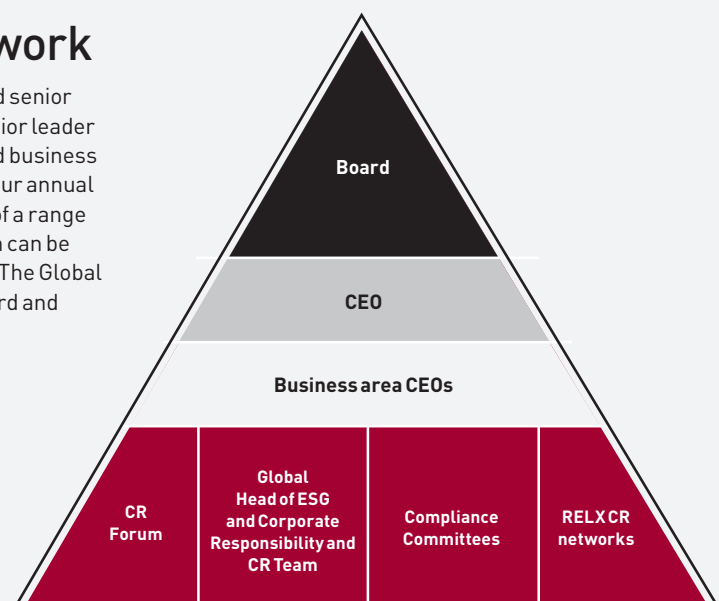 work
d senior
ior leader
d business
ur annual
of a range
n can be
The Global
rd and
Board
CEO
Business area CEOs
CR
Forum
Global
Head of ESG
and Corporate
Responsibility and
CR Team
Compliance
Committees
RELX CR
networks